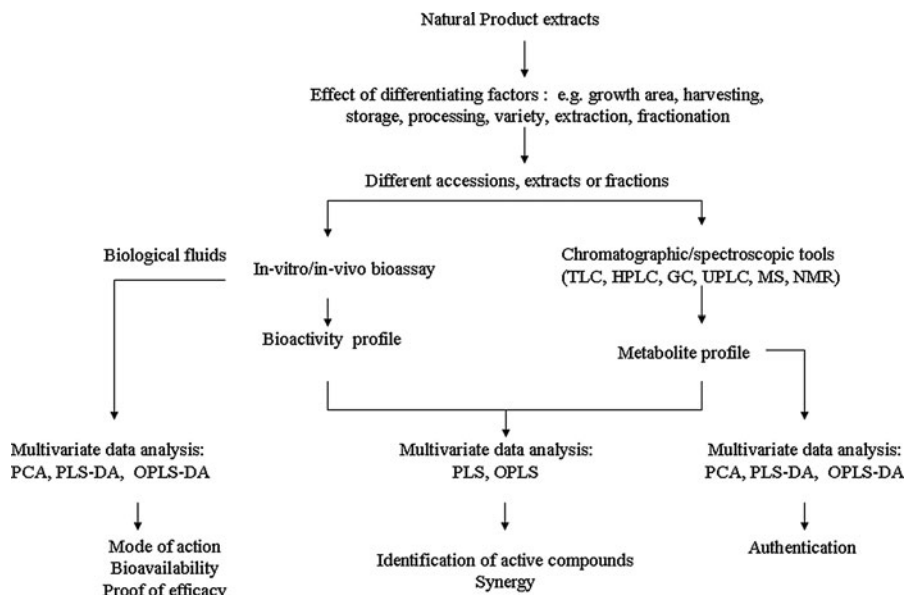 Natural Product extracts
Effect of differentiating factors : e.g. growth area, harvesting,
storage, processing, variety, extraction, fractionation
Different accessions, extracts or fractions
Biological fluids
In-vitro/in-vivo bioassay
Chromatographic/spectroscopic tools
(TLC, HPLC, GC, UPLC, MS, NMR)
Bioactivity profile
Metabolite profile
Multivariate data analysis:
PCA, PLS-DA, OPLS-DA
Multivariate data analysis:
PLS, OPLS
Multivariate data analysis:
PCA, PLS-DA, OPLS-DA
Mode of action
Bioavailability
Proof of efficacy
Identification of active compounds
Synergy
Authentication